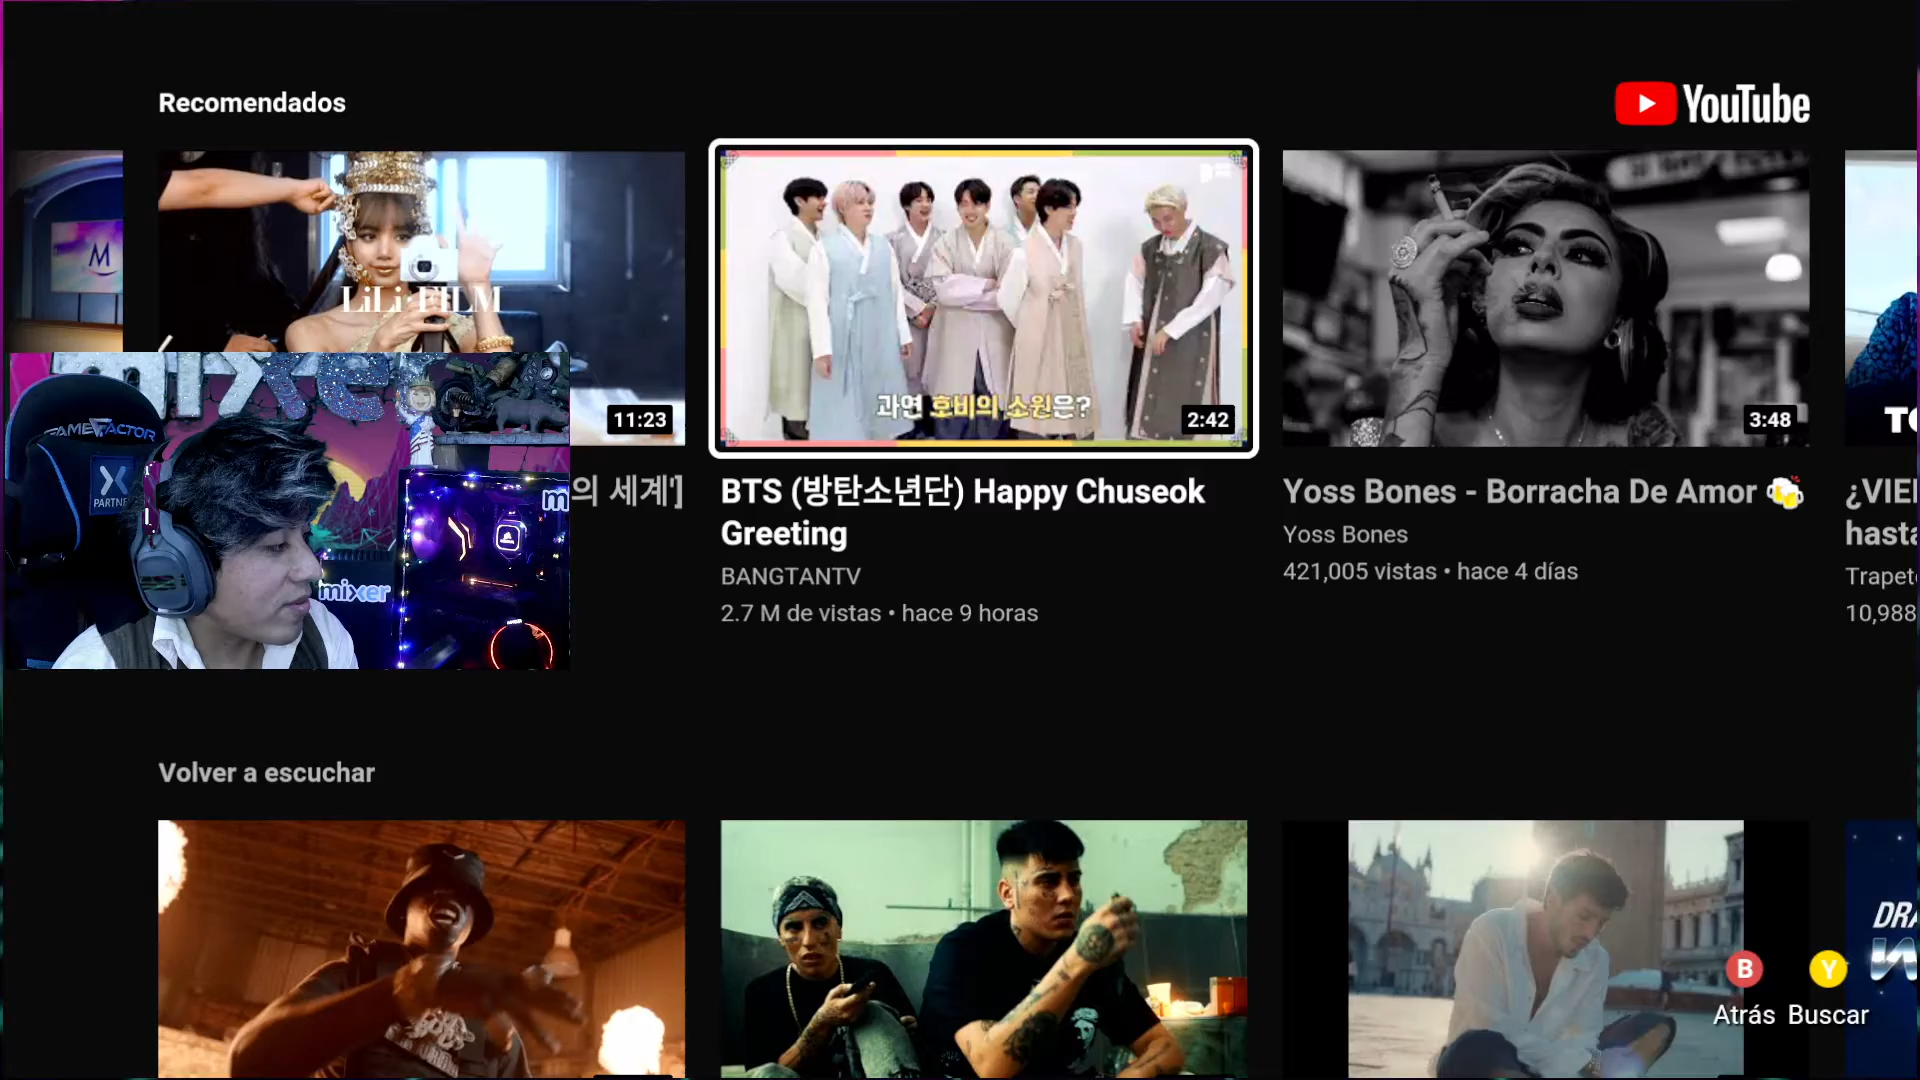 Recomendados
YouTube
M
LiLi's FILM
11:23
과연 호비의 소원은?
2:42
3:48
mixer
GAMEFACTOR
PARTNER
의 세계']
BTS (방탄소년단) Happy Chuseok
Greeting
BANGTANTV
2.7 M de vistas • hace 9 horas
Yoss Bones - Borracha De Amor 🍻
Yoss Bones
421,005 vistas • hace 4 días
¿VIE
hasta
Trapet
10,988
mixer
m
Volver a escuchar
DRA
B
Y
Atrás
Buscar